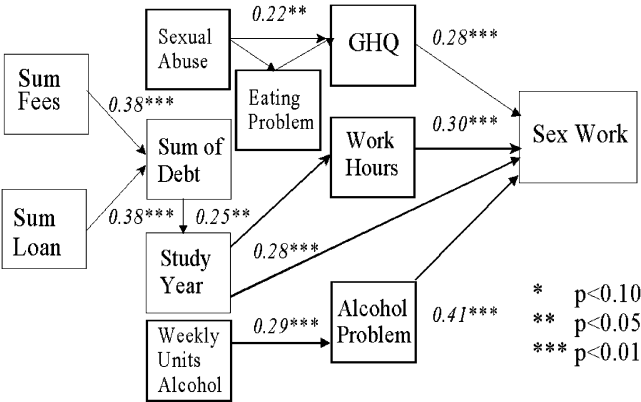 0.22**
Sexual
Abuse
GHQ
0.28***
Sum
Fees
0.38***
Eating
Problem
Sum of
Debt
Work
Hours
0.30***
Sex Work
Sum
Loan
0.38***
0.25**
Study
Year
0.28***
Weekly
Units
Alcohol
0.29***
Alcohol
Problem
0.41***
* p<0.10
** p<0.05
*** p<0.01